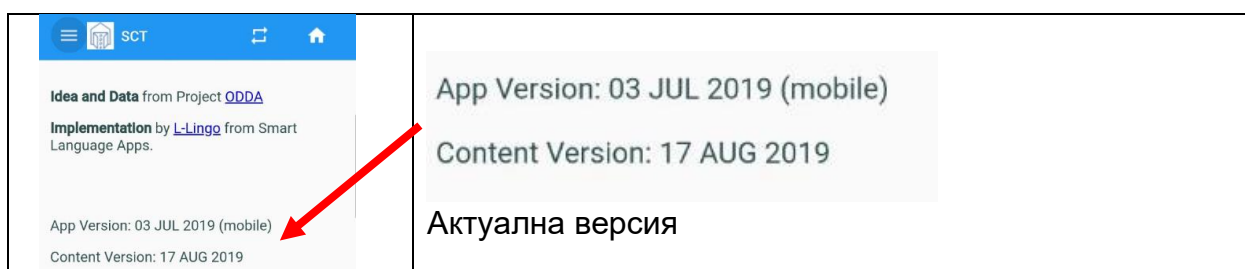 SCT
Idea and Data from Project ODDA
Implementation by L-Lingo from Smart
Language Apps.
App Version: 03 JUL 2019 (mobile)
Content Version: 17 AUG 2019
App Version: 03 JUL 2019 (mobile)
Content Version: 17 AUG 2019
Актуална версия